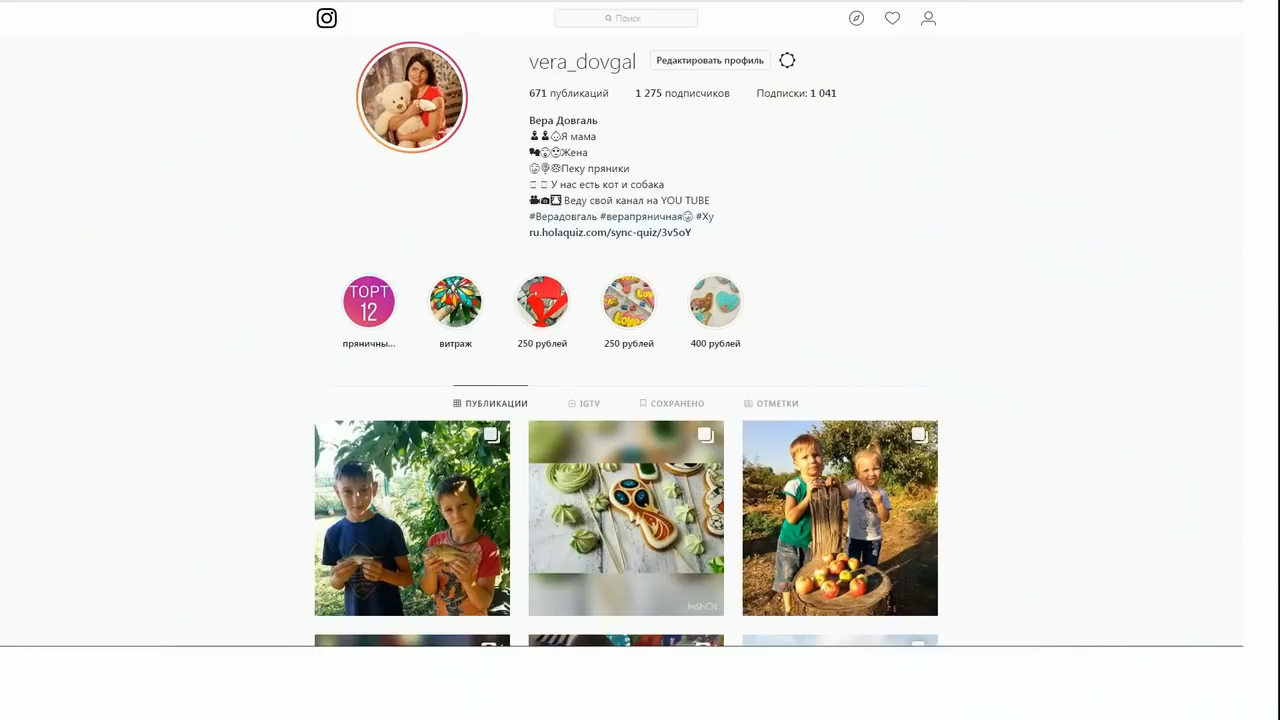 Поиск
vera_dovgal Редактировать профиль
671 публикаций 1 275 подписчиков Подписки: 1 041
Вера Довгаль
Я мама
Жена
Пеку пряники
У нас есть кот и собака
Веду свой канал на YOU TUBE
#Верадовгаль #верапряничная #Ху
ru.holaquiz.com/sync-quiz/3v5oY
ТОРТ
12
пряничны... витраж 250 рублей 250 рублей 400 рублей
ПУБЛИКАЦИИ IGTV СОХРАНЕНО ОТМЕТКИ
InShOt